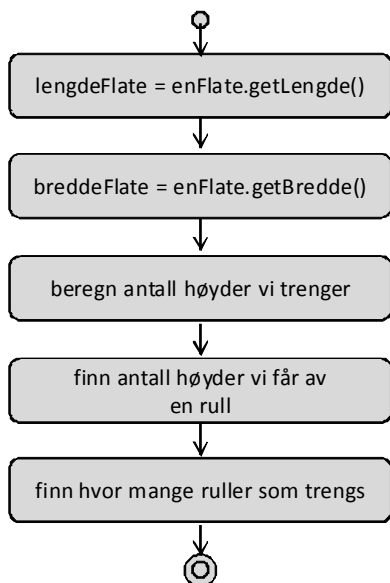 lengdeFlate = enFlate.getLengde()
breddeFlate = enFlate.getBredde()
beregn antall høyder vi trenger
finn antall høyder vi får av
en rull
finn hvor mange ruller som trengs